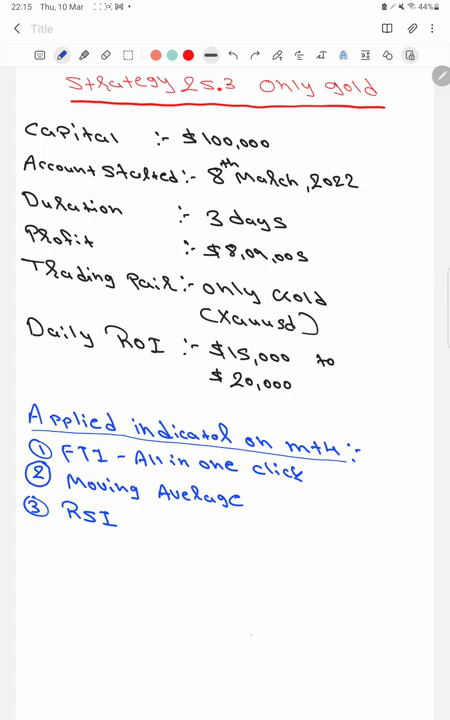 22:15 Thu, 10 Mar
44%
Title
Strategy 25.3 Only gold
Capital :- $100,000
Account Started :- 8th March, 2022
Duration :- 3 days
Profit :- $8,09,005
Trading Pair :- only Gold
(Xauusd)
Daily ROI :- $15,000 to
$20,000
Applied indicator on mt4 :-
① FTI - All in one click
② Moving Average
③ RSI